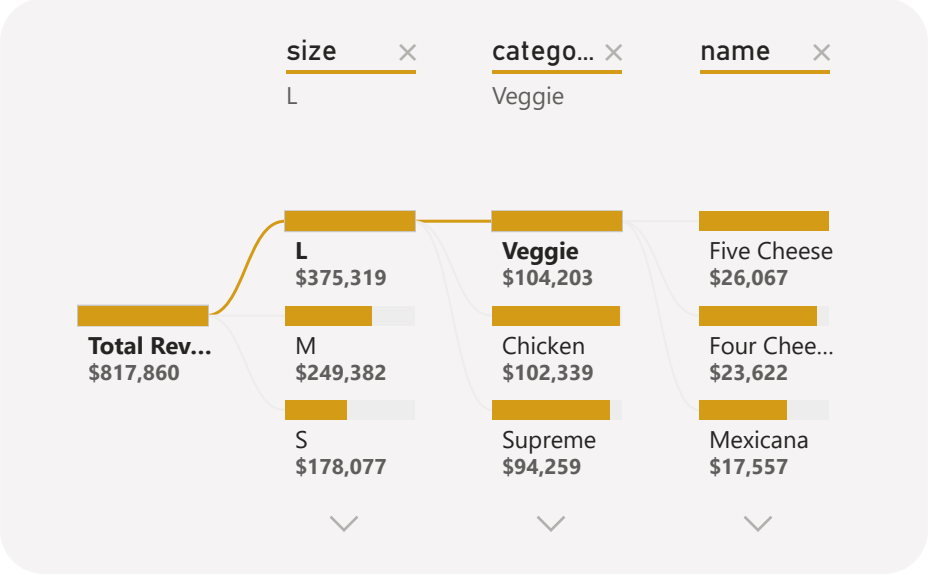 size
catego...
name
L
Veggie
L
$375,319
Veggie
$104,203
Five Cheese
$26,067
Total Rev...
$817,860
M
$249,382
Chicken
$102,339
Four Chee...
$23,622
S
$178,077
Supreme
$94,259
Mexicana
$17,557